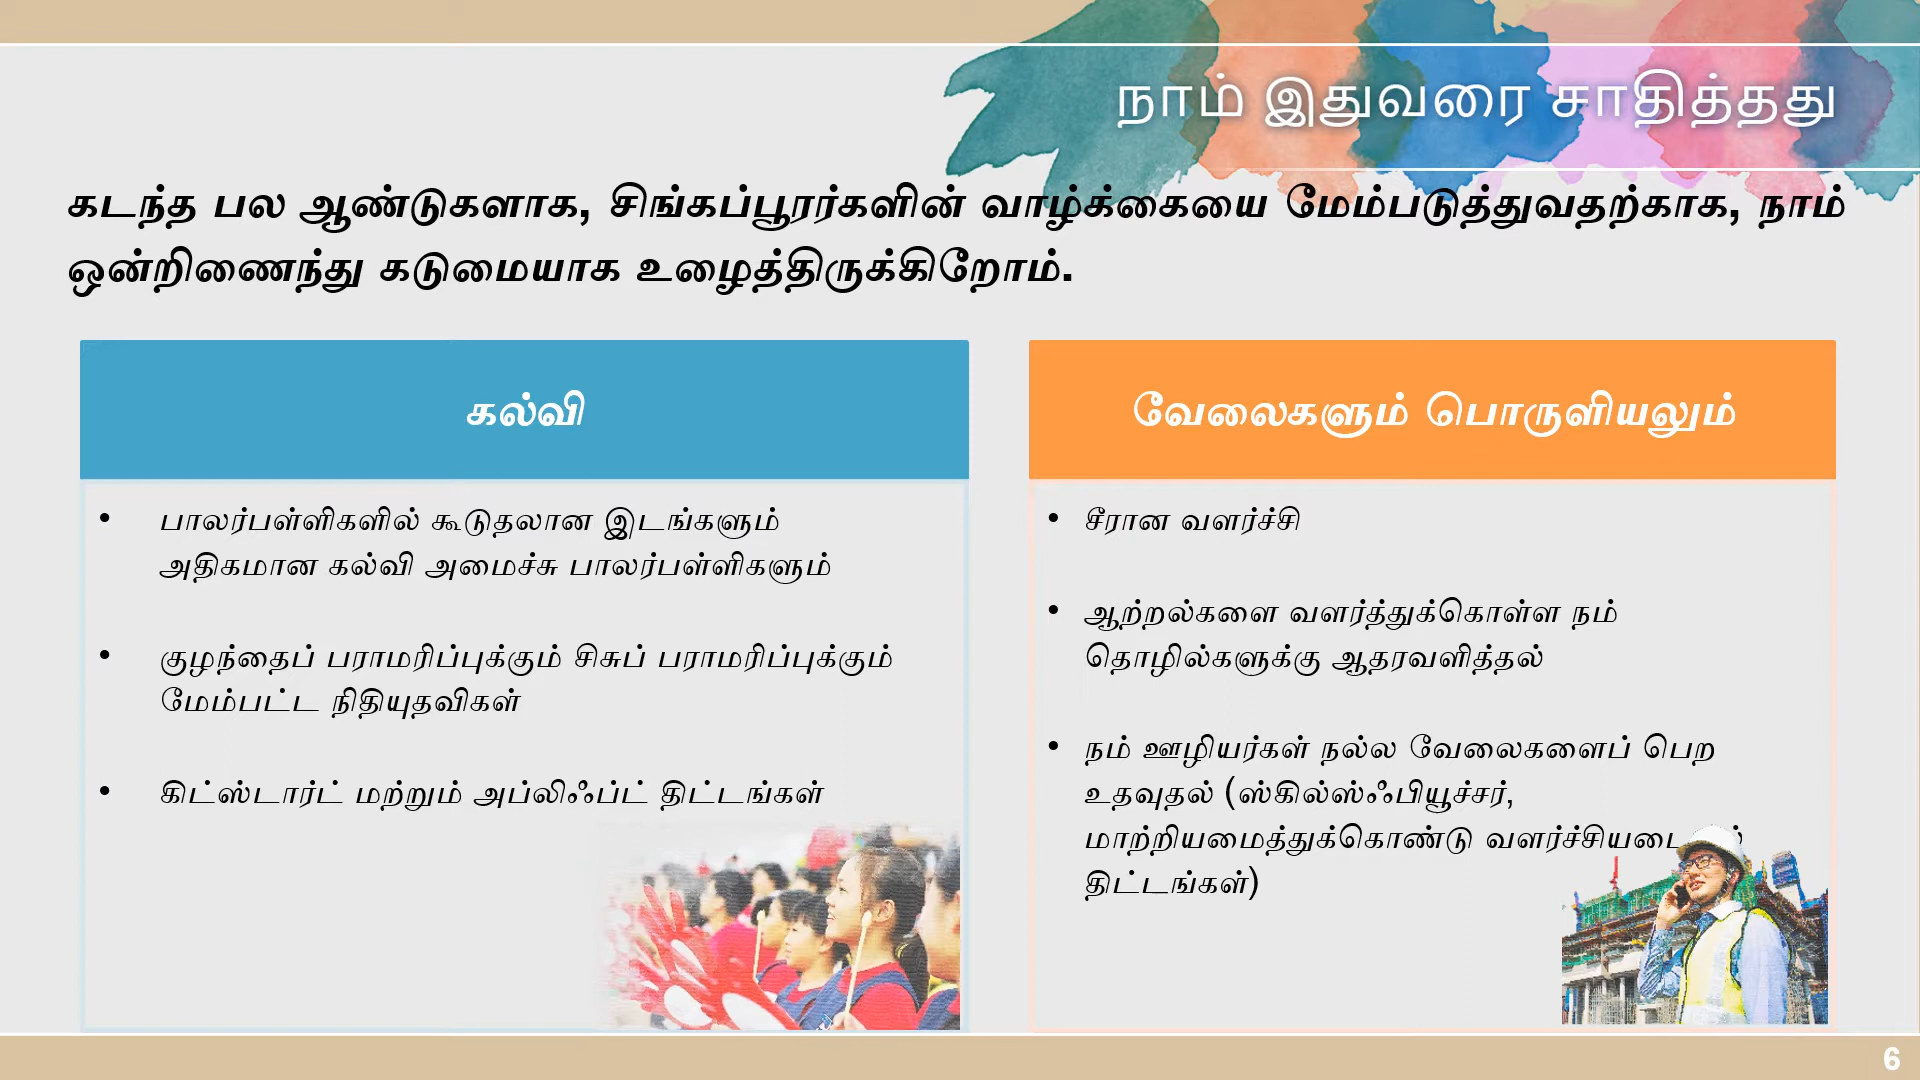 நாம் இதுவரை சாதித்தது
கடந்த பல ஆண்டுகளாக, சிங்கப்பூரர்களின் வாழ்க்கையை மேம்படுத்துவதற்காக, நாம்
ஒன்றிணைந்து கடுமையாக உழைத்திருக்கிறோம்.
கல்வி
• பாலர்பள்ளிகளில் கூடுதலான இடங்களும்
அதிகமான கல்வி அமைச்சு பாலர்பள்ளிகளும்
• குழந்தைப் பராமரிப்புக்கும் சிசுப் பராமரிப்புக்கும்
மேம்பட்ட நிதியுதவிகள்
• கிட்ஸ்டார்ட் மற்றும் அப்லிஃப்ட் திட்டங்கள்
வேலைகளும் பொருளியலும்
• சீரான வளர்ச்சி
• ஆற்றல்களை வளர்த்துக்கொள்ள நம்
தொழில்களுக்கு ஆதரவளித்தல்
• நம் ஊழியர்கள் நல்ல வேலைகளைப் பெற
உதவுதல் (ஸ்கில்ஸ்ஃபியூச்சர்,
மாற்றியமைத்துக்கொண்டு
திட்டங்கள்)
6